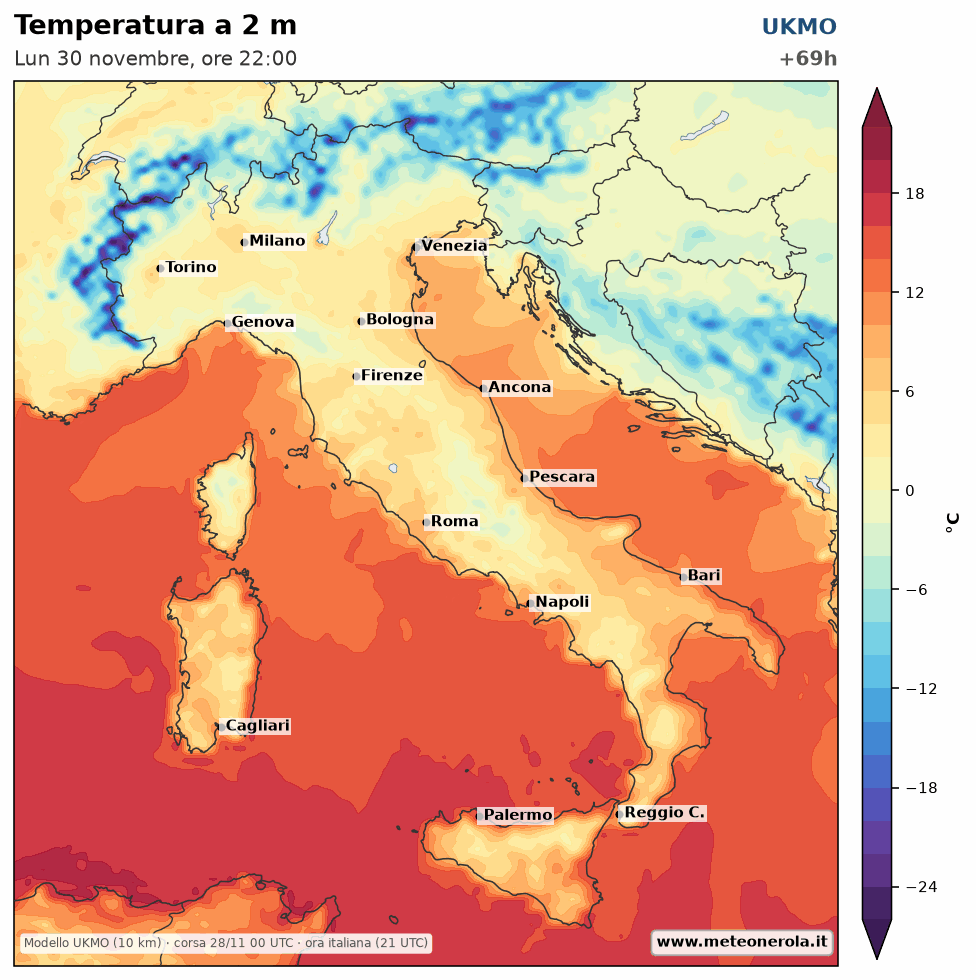 Temperatura a 2 m
UKMO
Lun 30 novembre, ore 22:00
+69h
Milano
Venezia
Torino
Genova
Bologna
Firenze
Ancona
Pescara
Roma
Bari
Napoli
Cagliari
Palermo
Reggio C.
18
12
6
0
−6
−12
−18
−24
°C
Modello UKMO (10 km) · corsa 28/11 00 UTC · ora italiana (21 UTC)
www.meteonerola.it